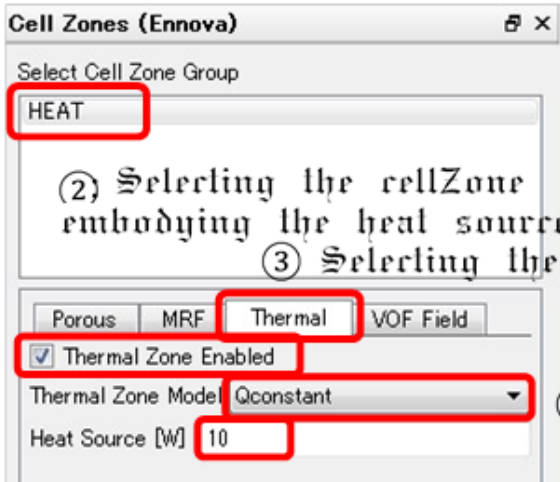 Cell Zones (Ennova)
Select Cell Zone Group
HEAT
②, Selecting the cellZone
embodying the heat sourc
③ Selecting the
Porous MRF Thermal VOF Field
Thermal Zone Enabled
Thermal Zone Model Qconstant
Heat Source [W] 10